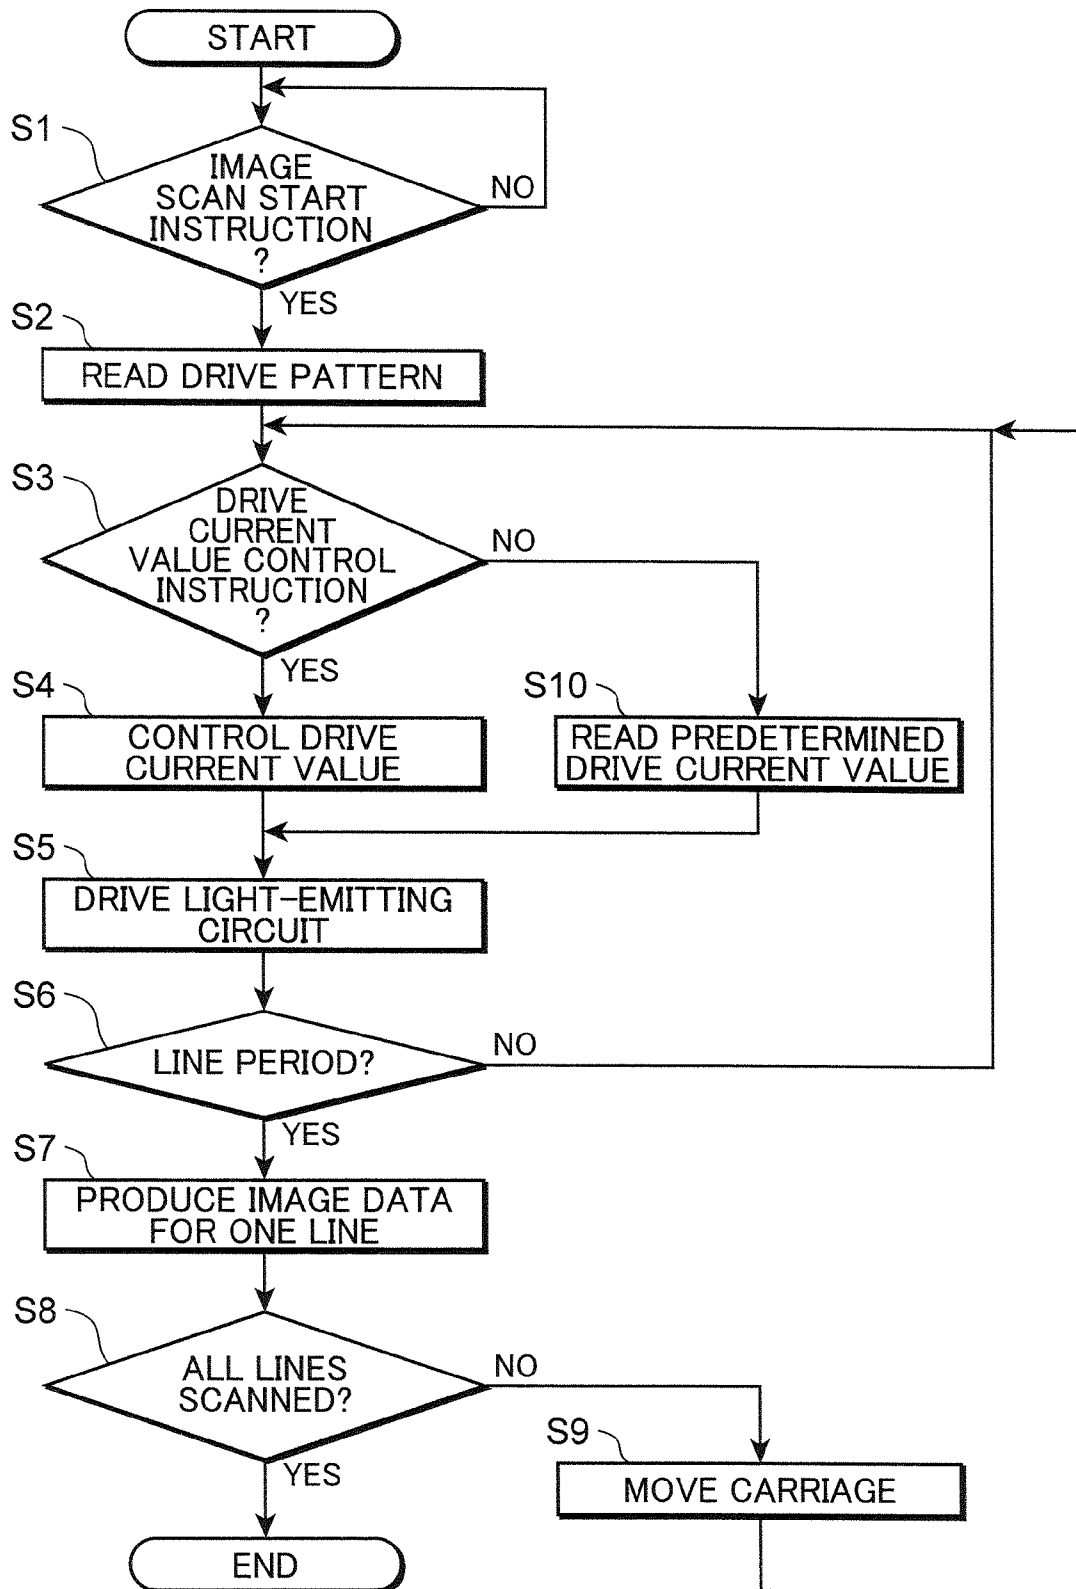 START
S1
IMAGE
SCAN START
INSTRUCTION
?
NO
YES
S2
READ DRIVE PATTERN
S3
DRIVE
CURRENT
VALUE CONTROL
INSTRUCTION
?
NO
YES
S4
CONTROL DRIVE
CURRENT VALUE
S10
READ PREDETERMINED
DRIVE CURRENT VALUE
S5
DRIVE LIGHT-EMITTING
CIRCUIT
S6
LINE PERIOD?
NO
YES
S7
PRODUCE IMAGE DATA
FOR ONE LINE
S8
ALL LINES
SCANNED?
NO
YES
S9
MOVE CARRIAGE
END